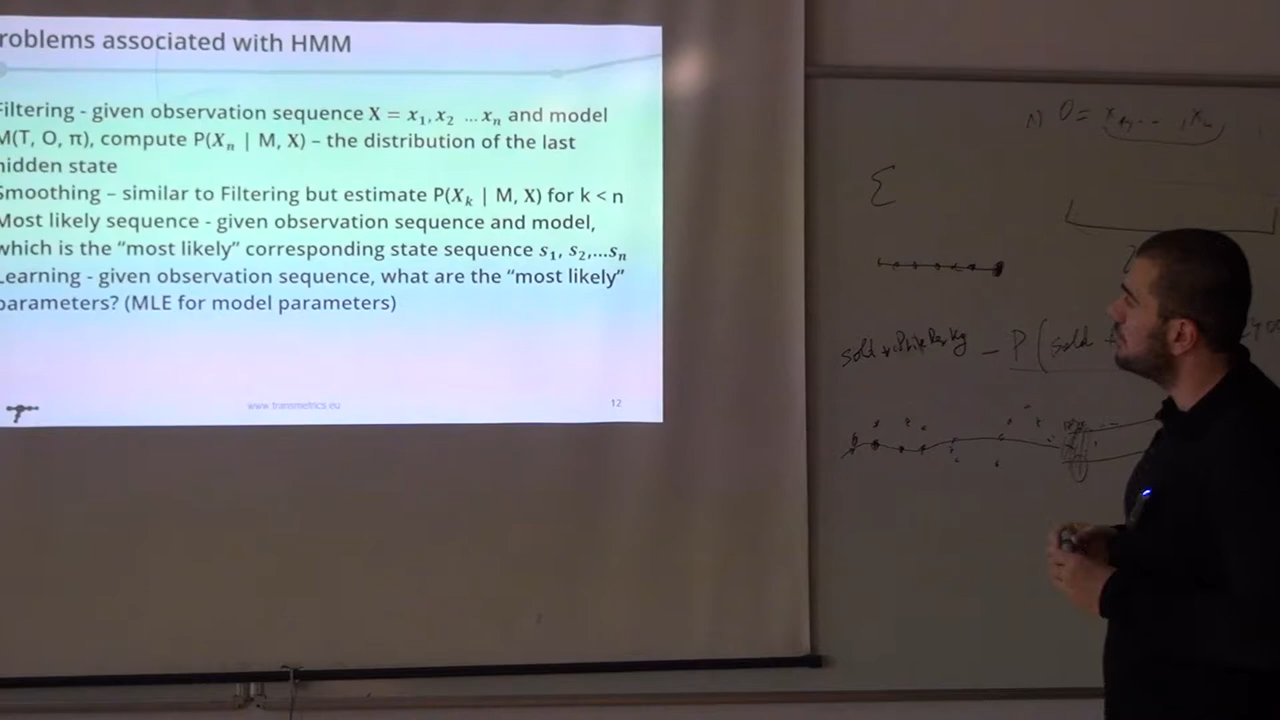 roblems associated with HMM
Filtering - given observation sequence X = x₁, x₂ …xₙ and model
M(T, O, π), compute P(Xₙ | M, X) – the distribution of the last
hidden state
Smoothing – similar to Filtering but estimate P(Xₖ | M, X) for k < n
Most likely sequence - given observation sequence and model,
which is the “most likely” corresponding state sequence s₁, s₂,…sₙ
Learning - given observation sequence, what are the “most likely”
parameters? (MLE for model parameters)
www.transmetrics.eu
12
O =
Σ
P ( sold